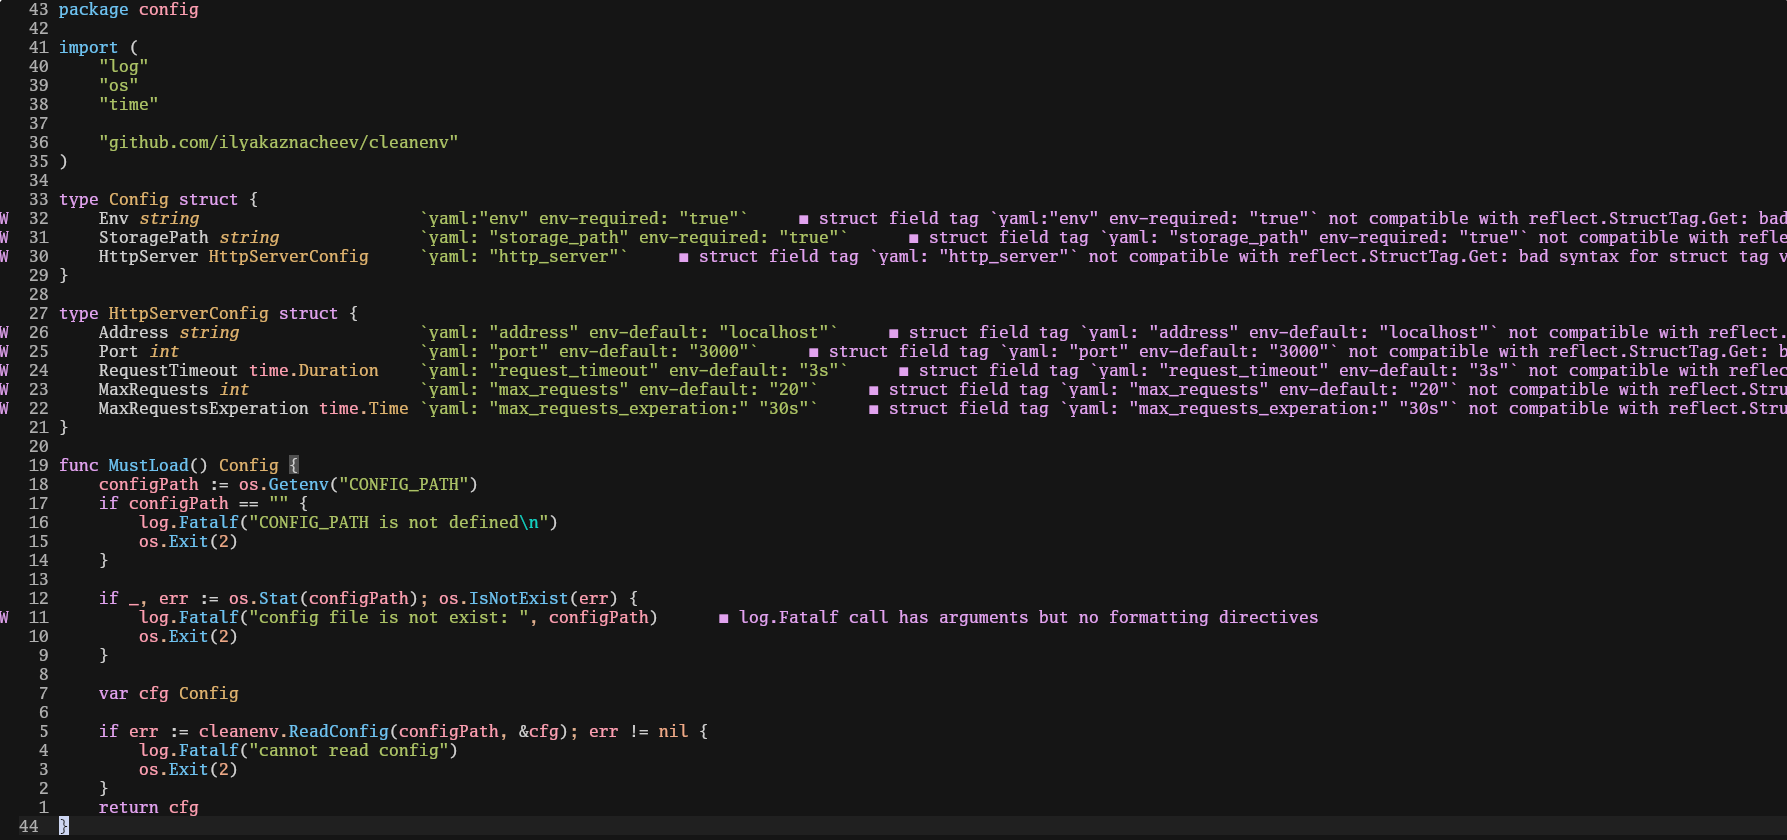 43 package config
42
41 import (
40     "log"
39     "os"
38     "time"
37
36     "github.com/ilyakaznacheev/cleanenv"
35 )
34
33 type Config struct {
W 32     Env string                      `yaml:"env" env-required: "true"`     ■ struct field tag `yaml:"env" env-required: "true"` not compatible with reflect.StructTag.Get: bad
W 31     StoragePath string              `yaml: "storage_path" env-required: "true"`      ■ struct field tag `yaml: "storage_path" env-required: "true"` not compatible with refle
W 30     HttpServer HttpServerConfig     `yaml: "http_server"`     ■ struct field tag `yaml: "http_server"` not compatible with reflect.StructTag.Get: bad syntax for struct tag v
29 }
28
27 type HttpServerConfig struct {
W 26     Address string                  `yaml: "address" env-default: "localhost"`     ■ struct field tag `yaml: "address" env-default: "localhost"` not compatible with reflect.
W 25     Port int                        `yaml: "port" env-default: "3000"`     ■ struct field tag `yaml: "port" env-default: "3000"` not compatible with reflect.StructTag.Get: b
W 24     RequestTimeout time.Duration    `yaml: "request_timeout" env-default: "3s"`     ■ struct field tag `yaml: "request_timeout" env-default: "3s"` not compatible with reflec
W 23     MaxRequests int                 `yaml: "max_requests" env-default: "20"`     ■ struct field tag `yaml: "max_requests" env-default: "20"` not compatible with reflect.Stru
W 22     MaxRequestsExperation time.Time `yaml: "max_requests_experation:" "30s"`     ■ struct field tag `yaml: "max_requests_experation:" "30s"` not compatible with reflect.Stru
21 }
20
19 func MustLoad() Config {
18     configPath := os.Getenv("CONFIG_PATH")
17     if configPath == "" {
16         log.Fatalf("CONFIG_PATH is not defined\n")
15         os.Exit(2)
14     }
13
12     if _, err := os.Stat(configPath); os.IsNotExist(err) {
W 11         log.Fatalf("config file is not exist: ", configPath)      ■ log.Fatalf call has arguments but no formatting directives
10         os.Exit(2)
9     }
8
7     var cfg Config
6
5     if err := cleanenv.ReadConfig(configPath, &cfg); err != nil {
4         log.Fatalf("cannot read config")
3         os.Exit(2)
2     }
1     return cfg
44 }